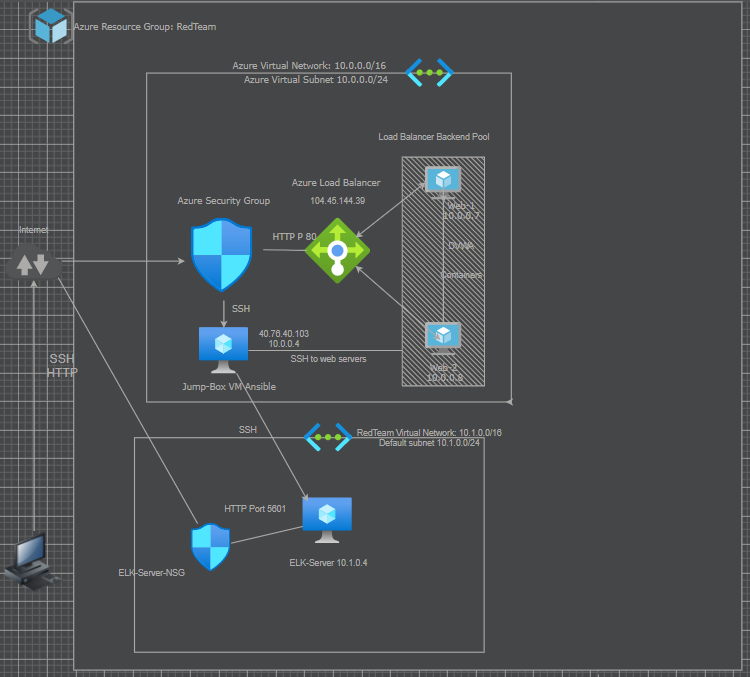 Azure Resource Group: RedTeam
Azure Virtual Network: 10.0.0.0/16
Azure Virtual Subnet 10.0.0.0/24
Load Balancer Backend Pool
Azure Load Balancer
104.45.144.39
Azure Security Group
Web-1
10.0.0.7
Internet
HTTP P 80
DVWA
Containers
SSH
40.76.40.103
10.0.0.4
SSH to web servers
SSH
HTTP
Web-2
10.0.0.8
Jump-Box VM Ansible
SSH
RedTeam Virtual Network: 10.1.0.0/16
Default subnet 10.1.0.0/24
HTTP Port 5601
ELK-Server 10.1.0.4
ELK-Server-NSG